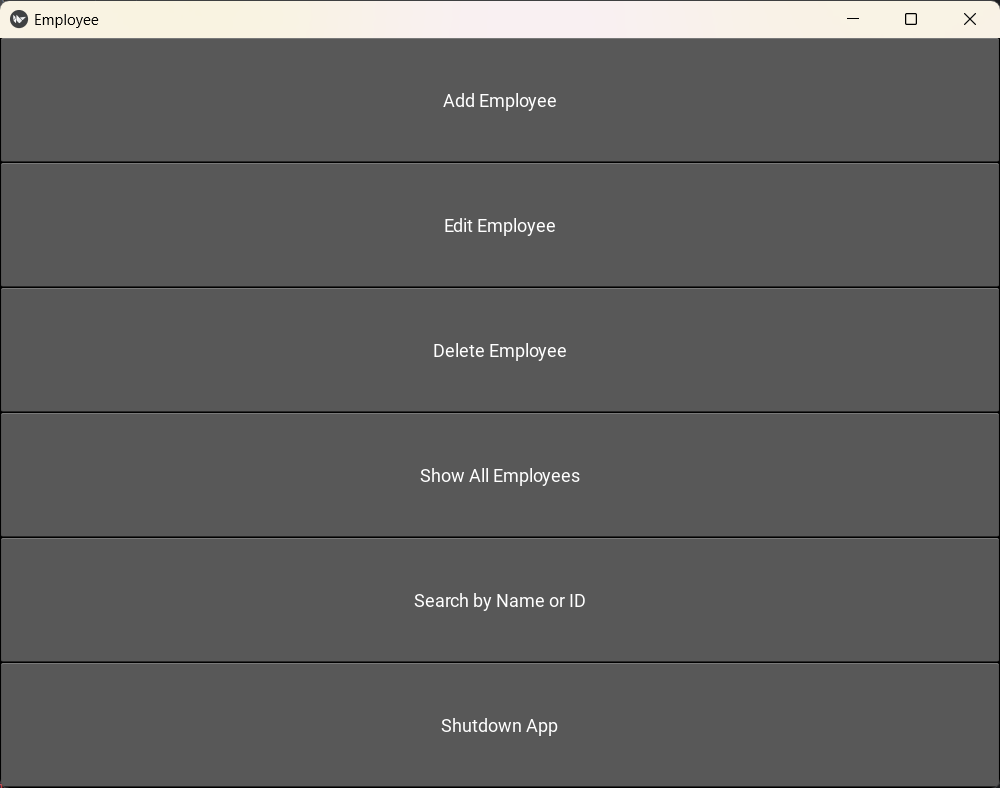 Employee
Add Employee
Edit Employee
Delete Employee
Show All Employees
Search by Name or ID
Shutdown App